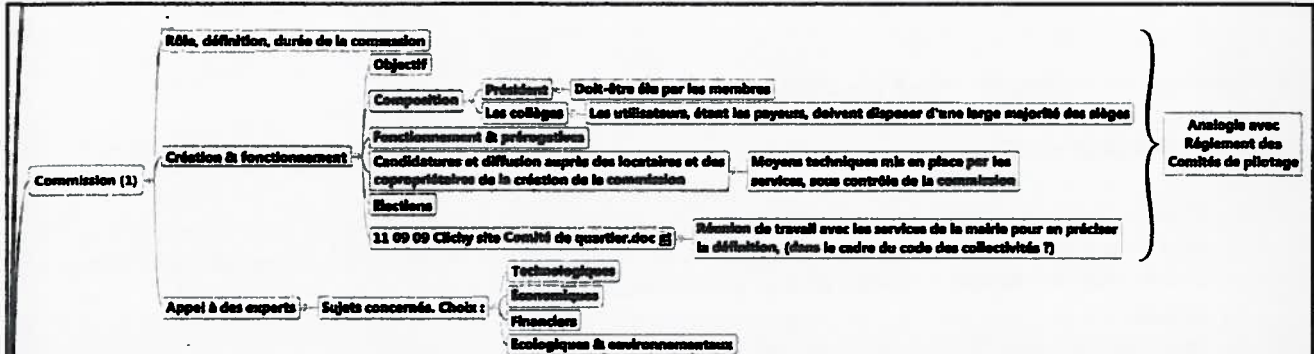 Rôle, définition, durée de la commission
Objectif
Composition
Président
Doit-être élu par les membres
Les collèges
Les utilisateurs, étant les payeurs, doivent disposer d'une large majorité des sièges
Fonctionnement & prérogatives
Création & fonctionnement
Candidatures et diffusion auprès des locataires et des
copropriétaires de la création de la commission
Moyens techniques mis en place par les
services, sous contrôle de la commission
Commission (1)
Elections
11 09 09 Clichy site Comité de quartier.doc
Réunion de travail avec les services de la mairie pour en préciser
la définition, (dans le cadre du code des collectivités ?)
Analogie avec
Réglement des
Comités de pilotage
Appel à des experts
Sujets concernés. Choix :
Technologiques
Economiques
Financiers
Ecologiques & environnementaux